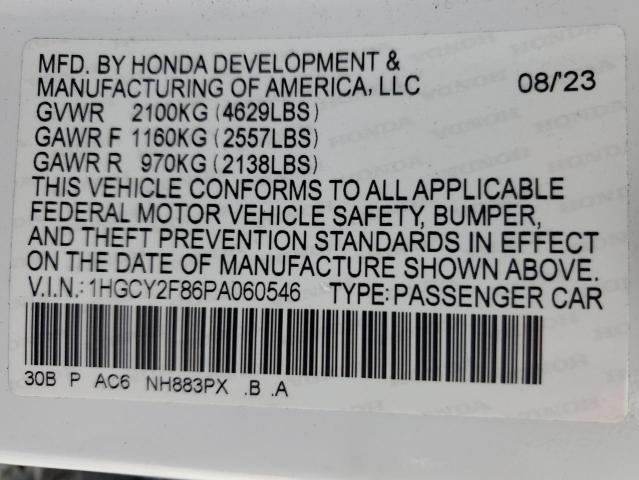 MFD. BY HONDA DEVELOPMENT &
MANUFACTURING OF AMERICA, LLC 08/'23
GVWR 2100KG (4629LBS)
GAWR F 1160KG (2557LBS)
GAWR R 970KG (2138LBS)
THIS VEHICLE CONFORMS TO ALL APPLICABLE
FEDERAL MOTOR VEHICLE SAFETY, BUMPER,
AND THEFT PREVENTION STANDARDS IN EFFECT
ON THE DATE OF MANUFACTURE SHOWN ABOVE.
V.I.N.:1HGCY2F86PA060546 TYPE:PASSENGER CAR
30B P AC6 NH883PX .B .A